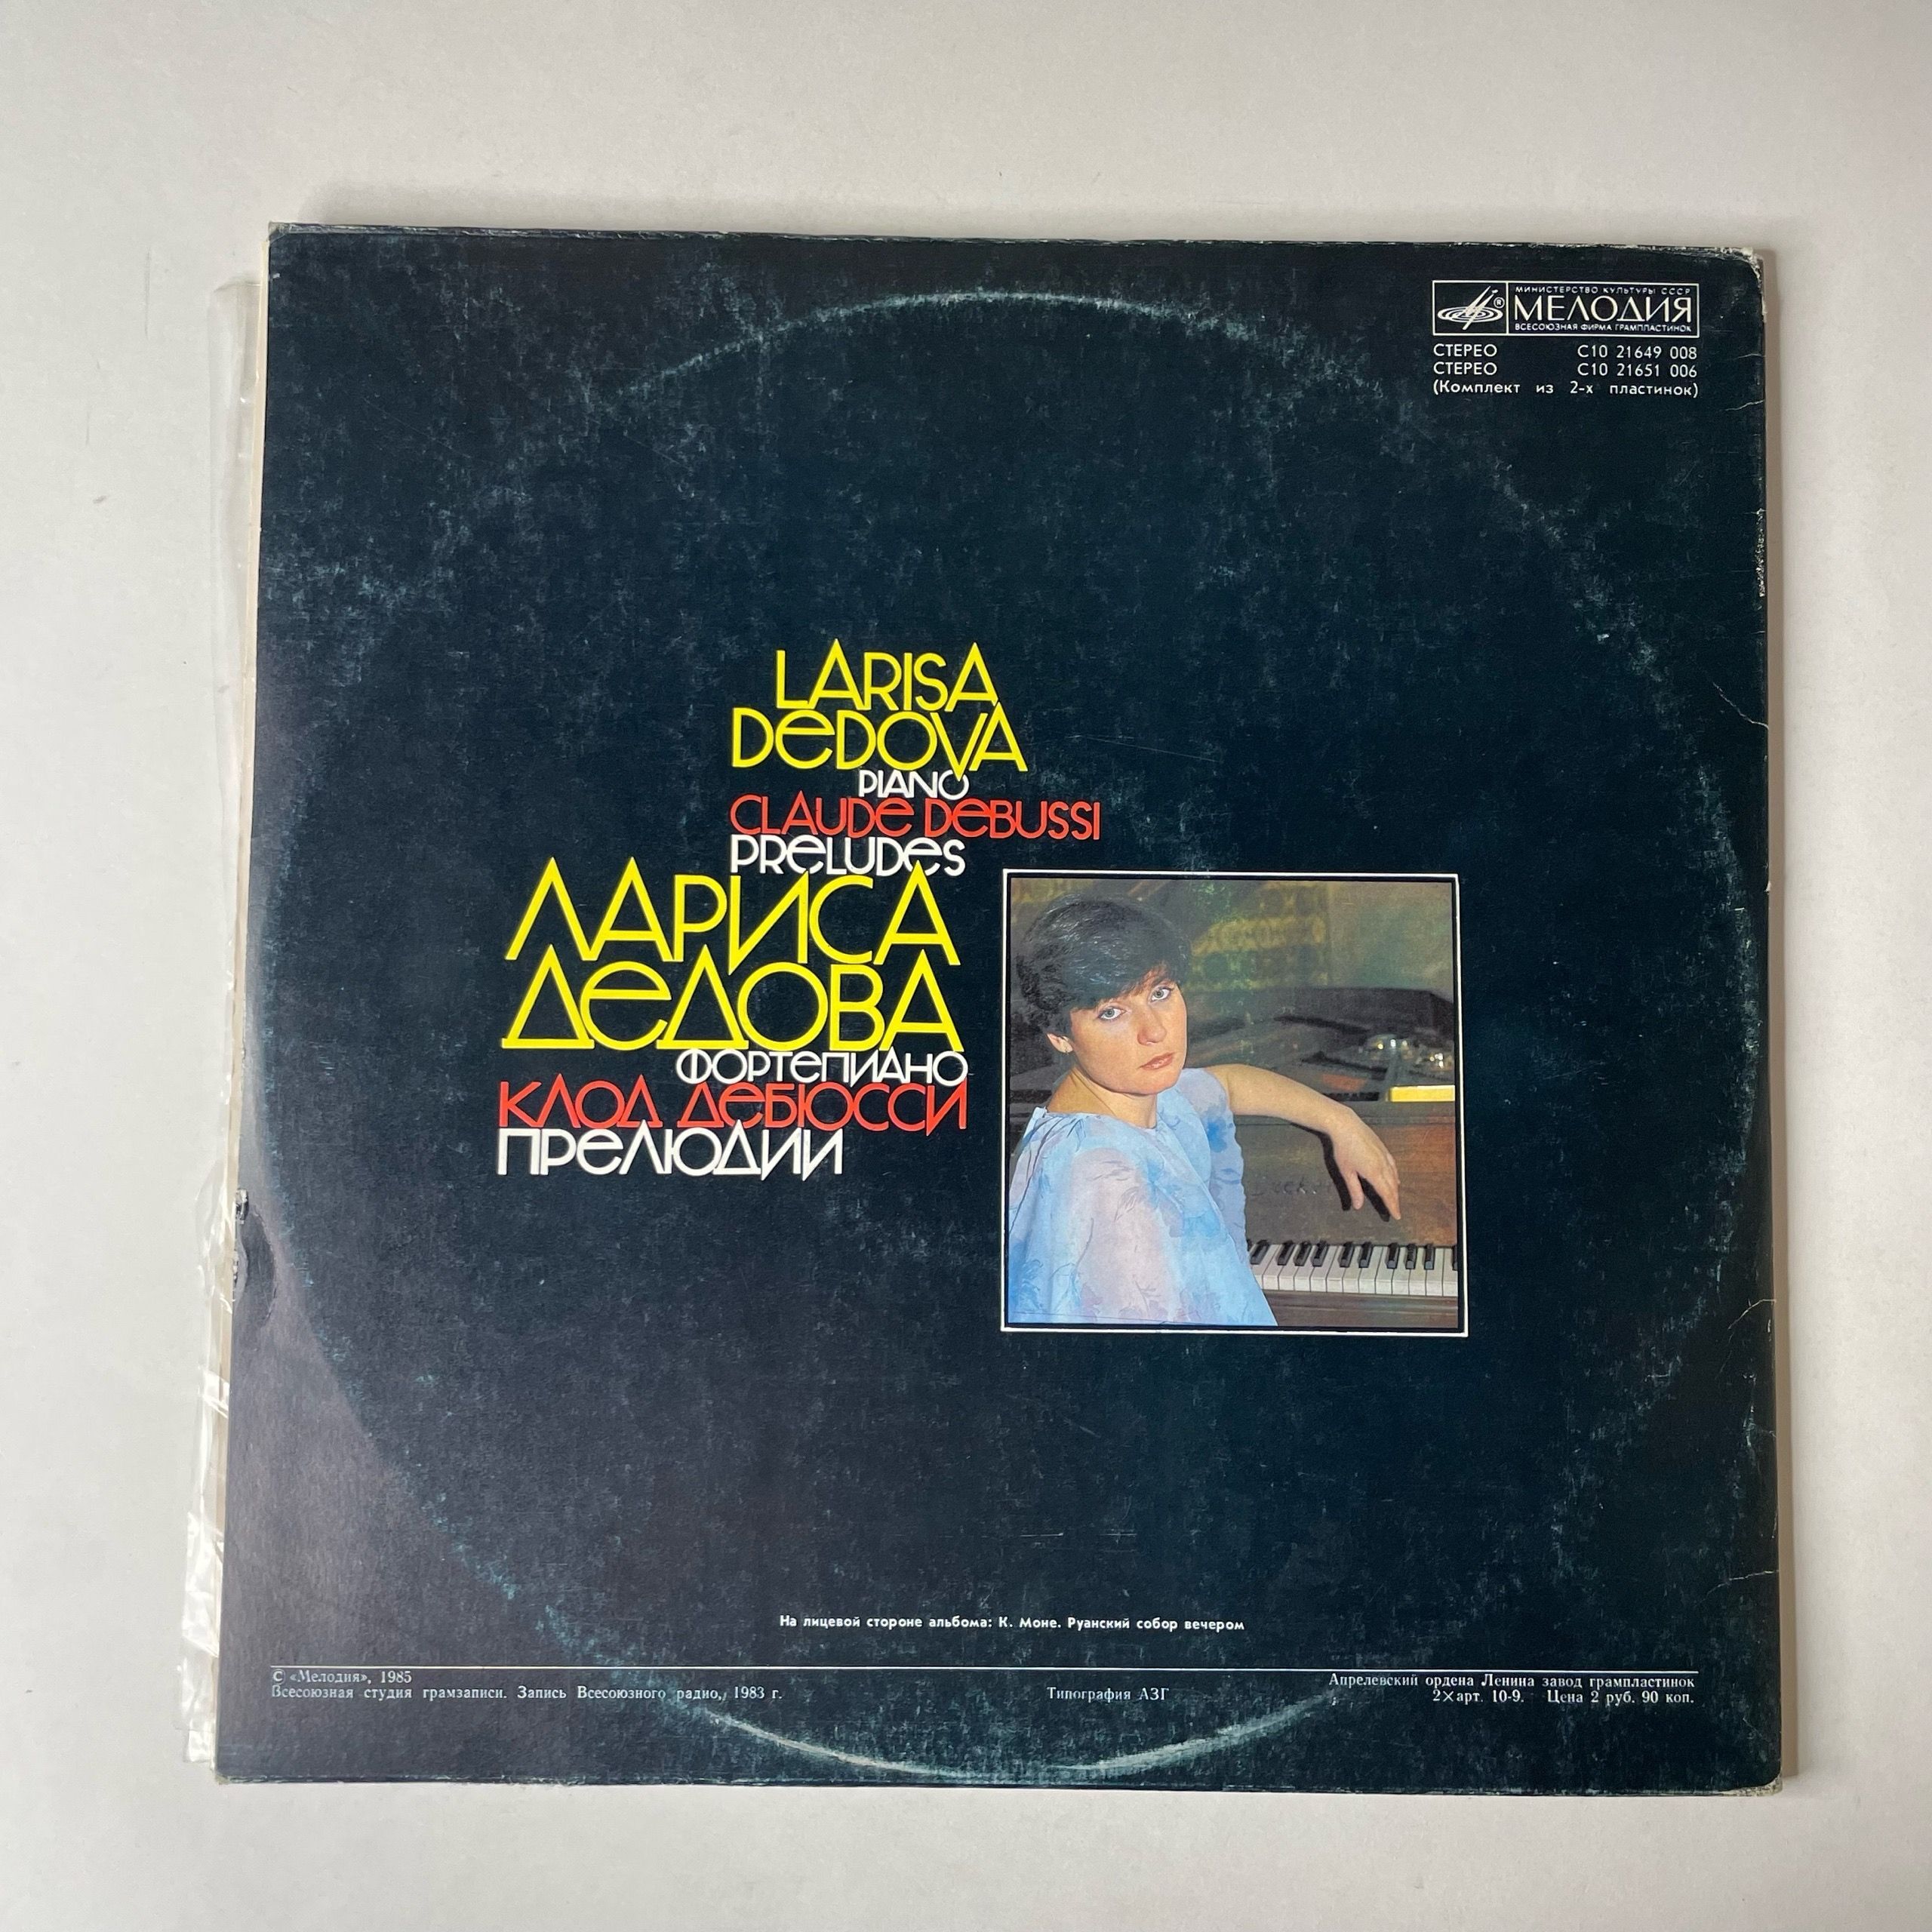 МИНИСТЕРСТВО КУЛЬТУРЫ СССР
МЕЛОДИЯ
ВСЕСОЮЗНАЯ ФИРМА ГРАМПЛАСТИНОК
СТЕРЕО С10 21649 008
СТЕРЕО С10 21651 006
(Комплект из 2-х пластинок)
LARISA
DeDOVA
PIANO
CLAUDe DeBUSSI
PReLUDeS
ЛАРИСА
ДеДОВА
ФОРТеПИАНО
КЛОД ДеБЮССИ
ПРеЛЮДИИ
На лицевой стороне альбома: К. Моне. Руанский собор вечером
© «Мелодия», 1985
Всесоюзная студия грамзаписи. Запись Всесоюзного радио, 1983 г.
Типография АЗГ
Апрелевский ордена Ленина завод грампластинок
2×арт. 10-9. Цена 2 руб. 90 коп.